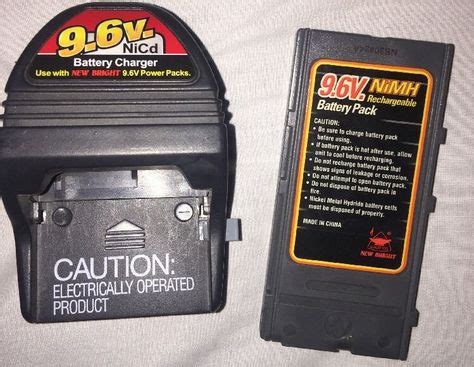 9.6v.
NiCd
Battery Charger
Use with NEW BRIGHT 9.6V Power Packs.
CAUTION:
ELECTRICALLY OPERATED
PRODUCT
9.6V. NiMH
Rechargeable
Battery Pack
CAUTION:
• Be sure to charge battery pack
before using.
• If battery pack is hot after use, allow
unit to cool before recharging.
• Do not recharge battery pack that
shows signs of leakage or corrosion.
• Do not attempt to open battery pack.
• Do not dispose of battery pack in
fire.
• Nickel Metal Hydride battery cells
must be disposed of properly.
MADE IN CHINA
NEW BRIGHT